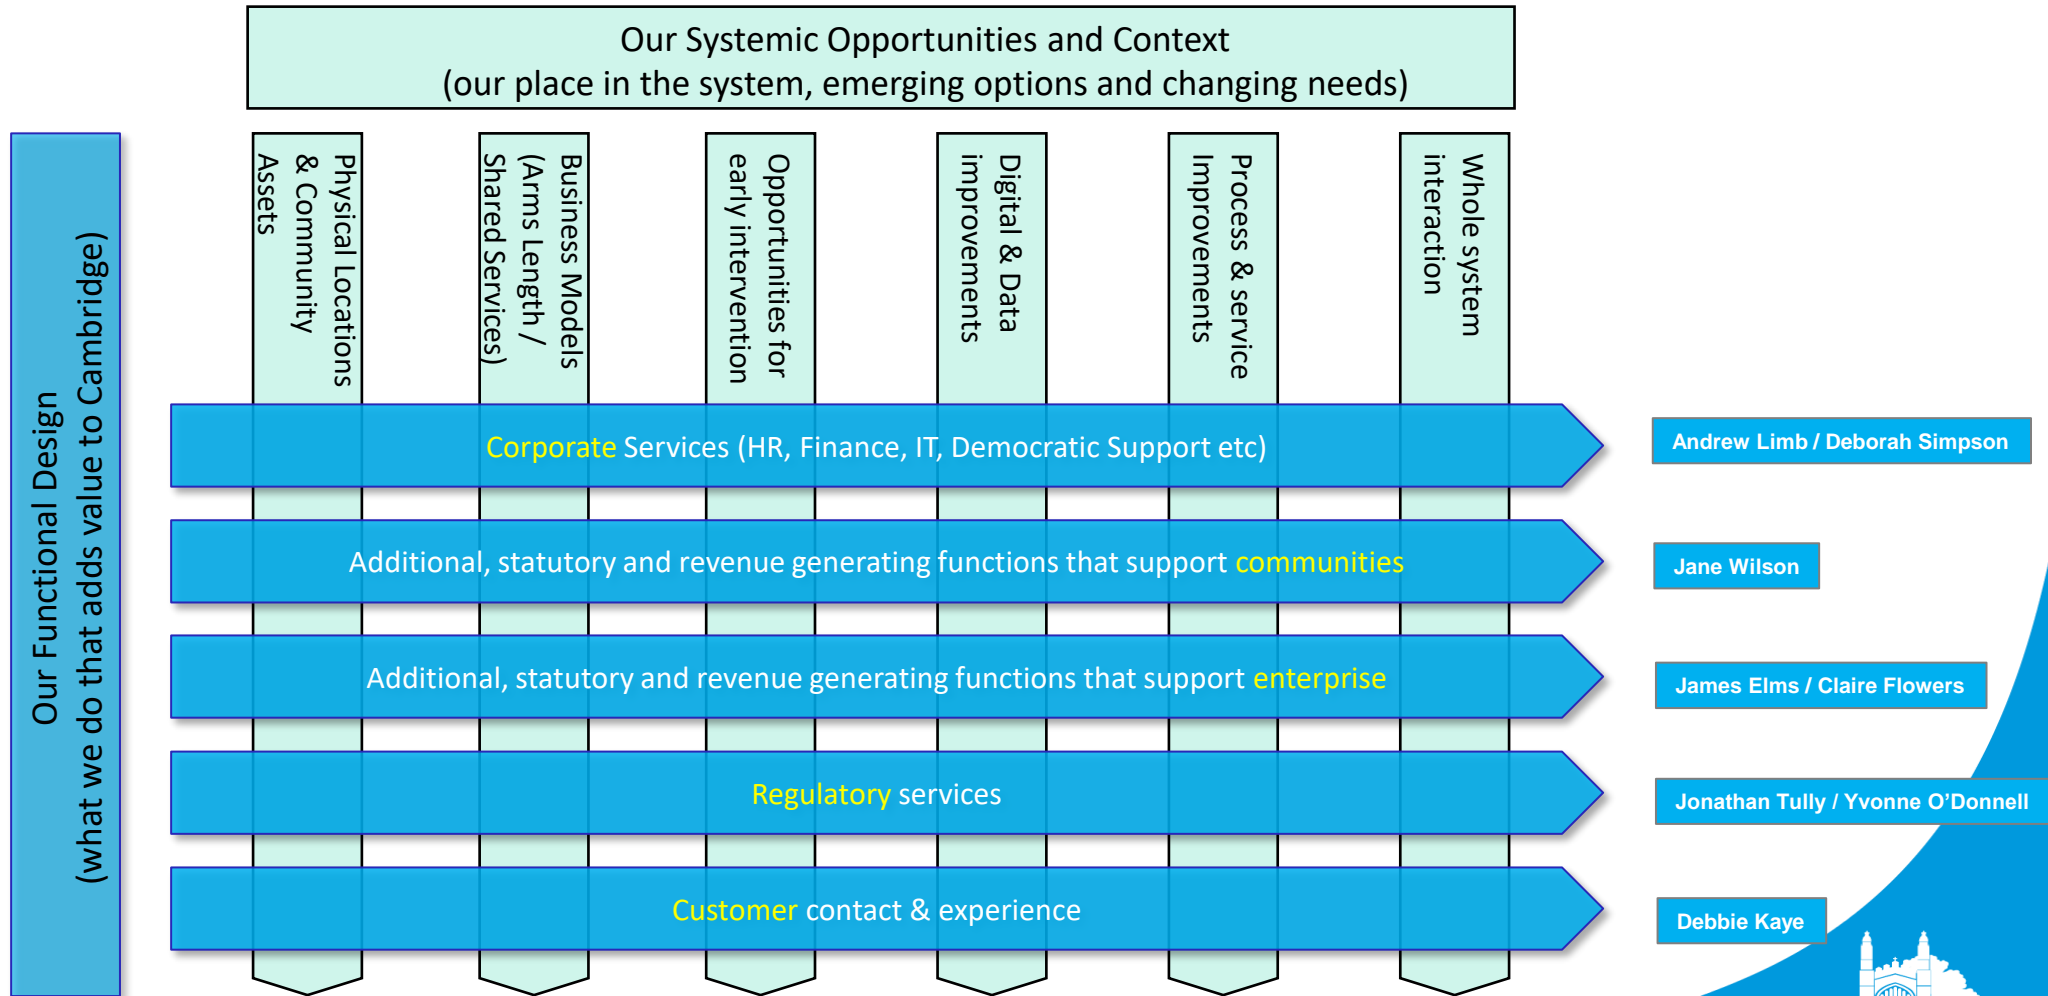 Our Systemic Opportunities and Context
(our place in the system, emerging options and changing needs)
Our Functional Design
(what we do that adds value to Cambridge)
Physical Locations
& Community
Assets
Business Models
(Arms Length /
Shared Services)
Opportunities for
early intervention
Digital & Data
improvements
Process & service
Improvements
Whole system
interaction
Corporate Services (HR, Finance, IT, Democratic Support etc)
Andrew Limb / Deborah Simpson
Additional, statutory and revenue generating functions that support communities
Jane Wilson
Additional, statutory and revenue generating functions that support enterprise
James Elms / Claire Flowers
Regulatory services
Jonathan Tully / Yvonne O’Donnell
Customer contact & experience
Debbie Kaye